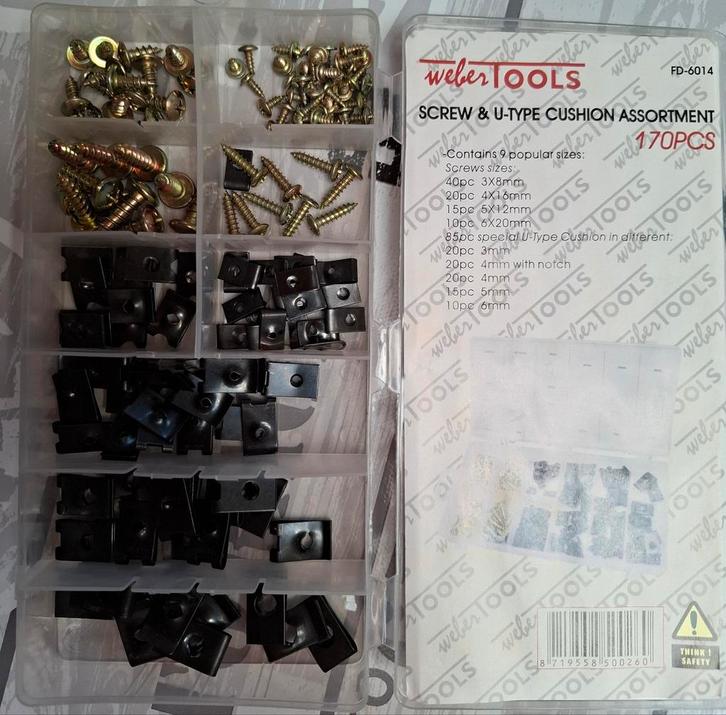 weber TOOLS
FD-6014
SCREW & U-TYPE CUSHION ASSORTMENT
170PCS
-Contains 9 popular sizes:
Screws sizes:
40pc 3X8mm
20pc 4X16mm
15pc 5X12mm
10pc 6X20mm
85pc special U-Type Cushion in different:
20pc 3mm
20pc 4mm with notch
20pc 4mm
15pc 5mm
10pc 6mm
8 719558 500260
THINK !
SAFETY